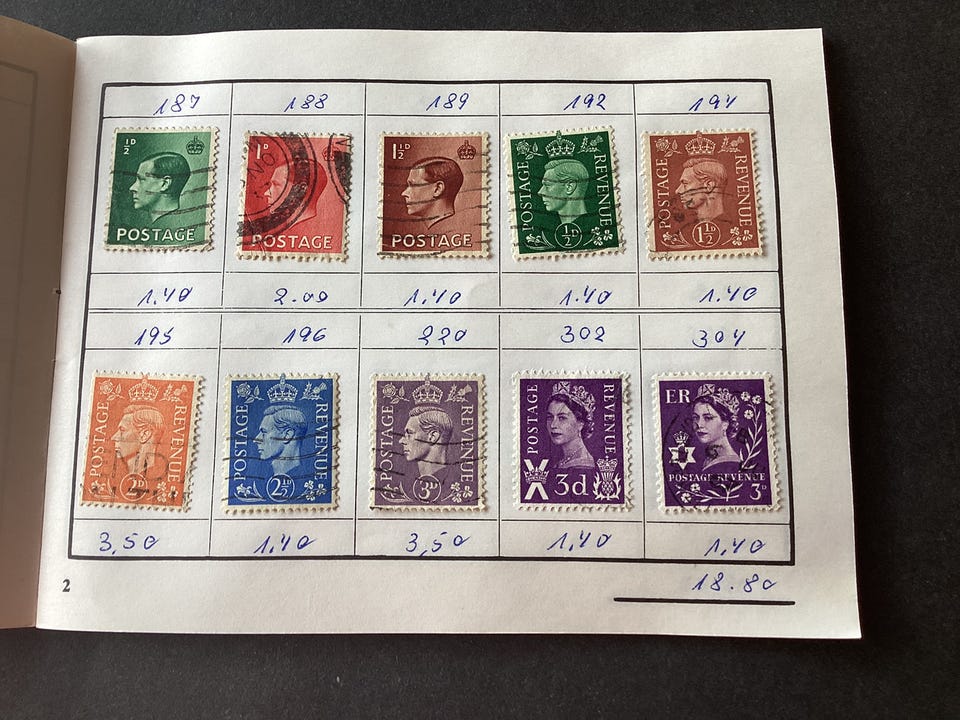 187 188 189 192 194
½D 1D 1½D
POSTAGE POSTAGE POSTAGE POSTAGE REVENUE ½D POSTAGE REVENUE 1½D
1.40 2.00 1.40 1.40 1.40
195 196 220 302 304
POSTAGE REVENUE 2D POSTAGE REVENUE 2½D POSTAGE REVENUE 3D POSTAGE REVENUE 3d ER POSTAGE REVENUE 3D
3,50 1,40 3,50 1,40 1,40
2
18.80